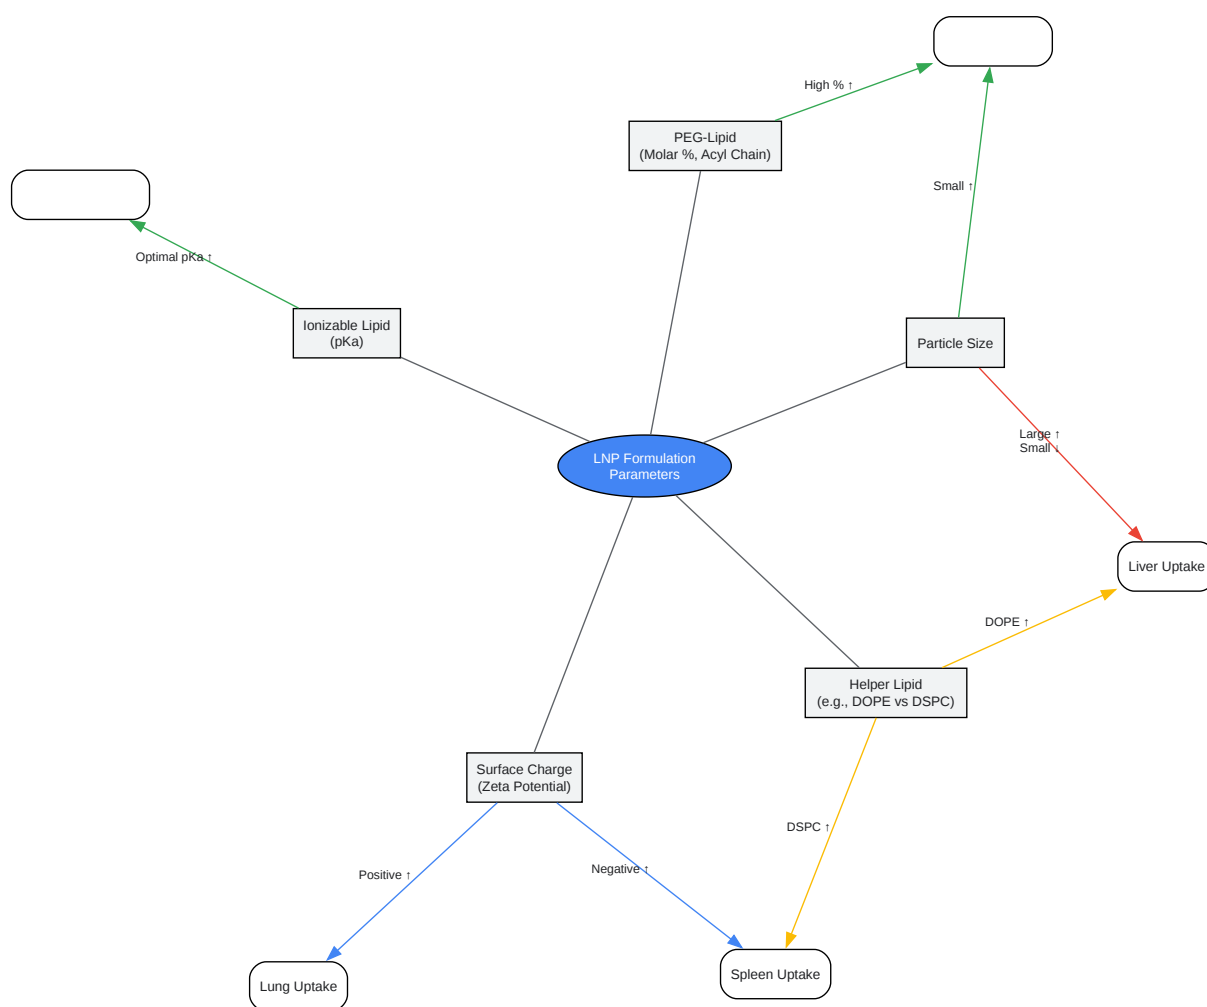 High % ↑
PEG-Lipid
(Molar %, Acyl Chain)
Small ↑
Optimal pKa ↑
Ionizable Lipid
(pKa)
Particle Size
Large ↑
Small ↓
LNP Formulation
Parameters
Liver Uptake
DOPE ↑
Helper Lipid
(e.g., DOPE vs DSPC)
Surface Charge
(Zeta Potential)
DSPC ↑
Negative ↑
Positive ↑
Spleen Uptake
Lung Uptake